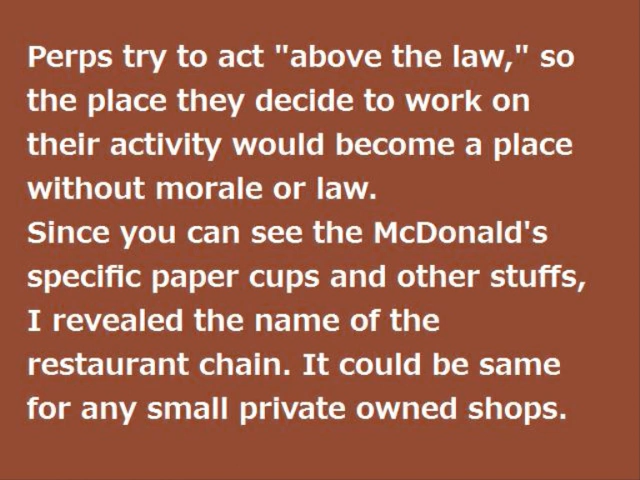 Perps try to act "above the law," so
the place they decide to work on
their activity would become a place
without morale or law.
Since you can see the McDonald's
specific paper cups and other stuffs,
I revealed the name of the
restaurant chain. It could be same
for any small private owned shops.